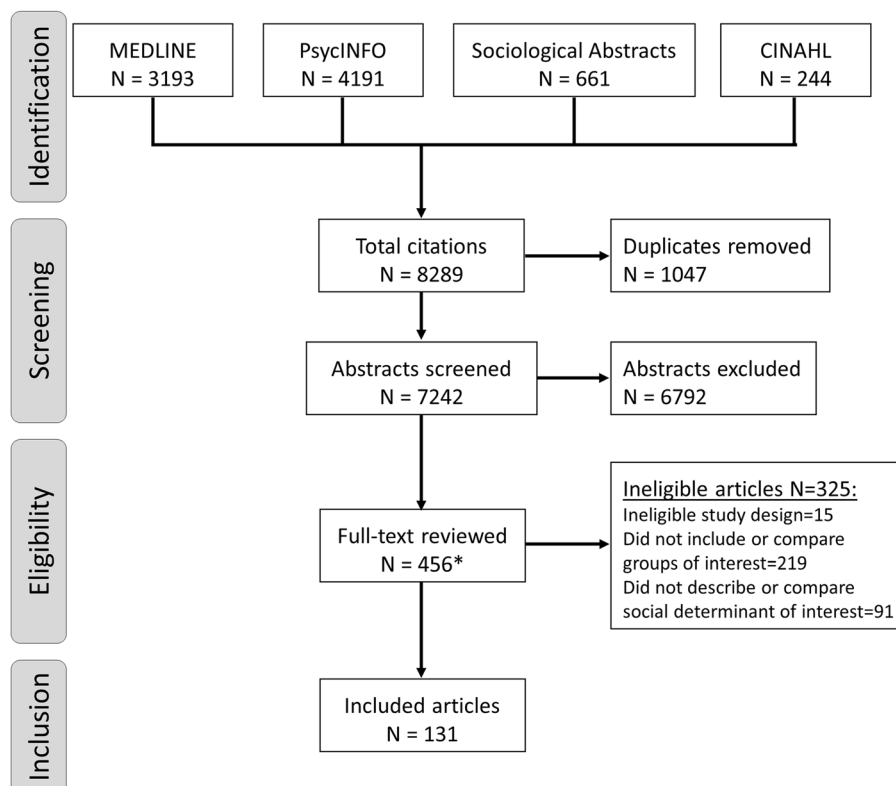 Identification
MEDLINE
N = 3193
PsycINFO
N = 4191
Sociological Abstracts
N = 661
CINAHL
N = 244
Screening
Total citations
N = 8289
Duplicates removed
N = 1047
Abstracts screened
N = 7242
Abstracts excluded
N = 6792
Eligibility
Full-text reviewed
N = 456*
Ineligible articles N=325:
Ineligible study design=15
Did not include or compare
groups of interest=219
Did not describe or compare
social determinant of interest=91
Inclusion
Included articles
N = 131